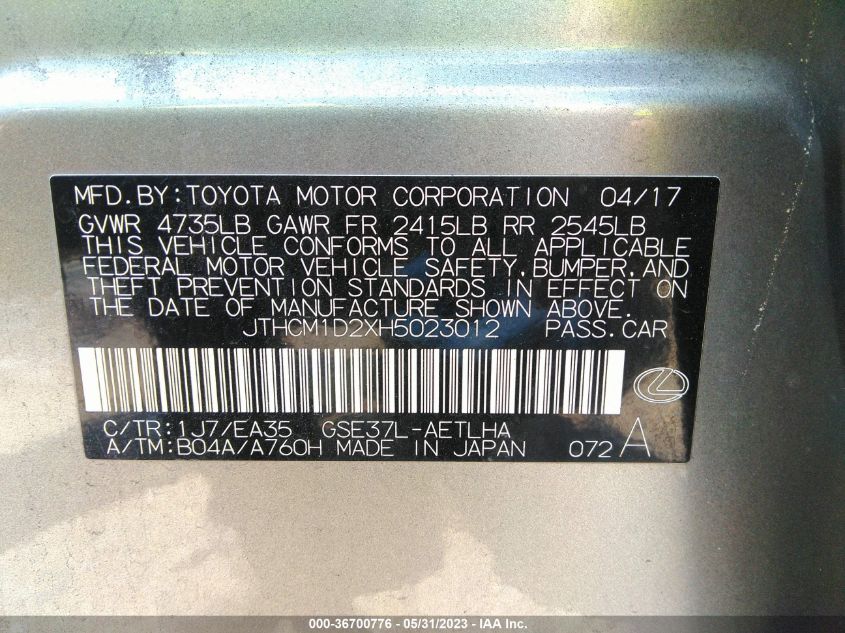 MFD.BY:TOYOTA MOTOR CORPORATION 04/17
GVWR 4735LB GAWR FR 2415LB RR 2545LB
THIS VEHICLE CONFORMS TO ALL APPLICABLE
FEDERAL MOTOR VEHICLE SAFETY,BUMPER,AND
THEFT PREVENTION STANDARDS IN EFFECT ON
THE DATE OF MANUFACTURE SHOWN ABOVE.
JTHCM1D2XH5023012 PASS.CAR
C/TR:1J7/EA35 GSE37L-AETLHA
A/TM:B04A/A760H MADE IN JAPAN 072 A
000-36700776 - 05/31/2023 - IAA Inc.